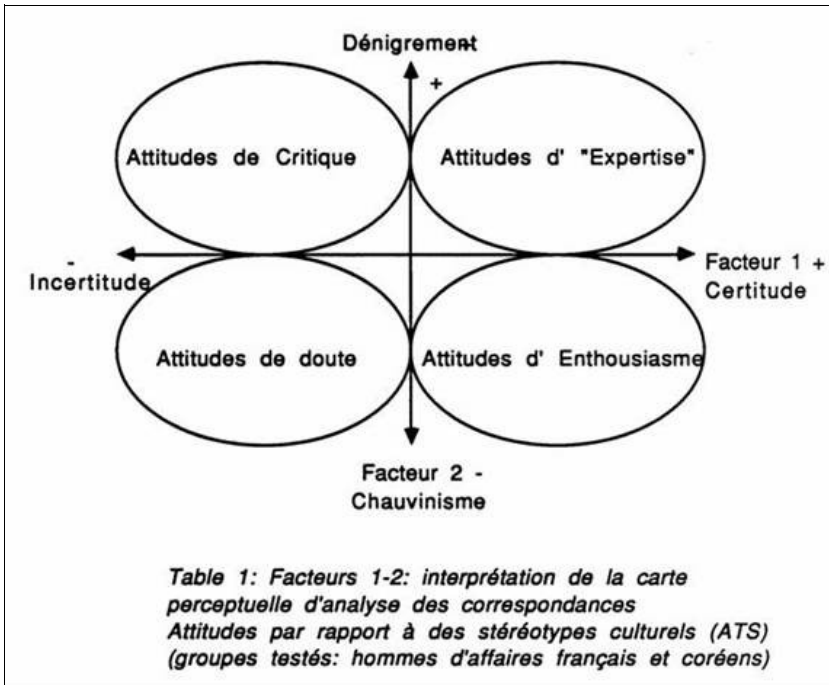 Dénigrement
+
Attitudes de Critique
Attitudes d' "Expertise"
-
Incertitude
Facteur 1 +
Certitude
Attitudes de doute
Attitudes d' Enthousiasme
Facteur 2 -
Chauvinisme
Table 1: Facteurs 1-2: interprétation de la carte
perceptuelle d'analyse des correspondances
Attitudes par rapport à des stéréotypes culturels (ATS)
(groupes testés: hommes d'affaires français et coréens)